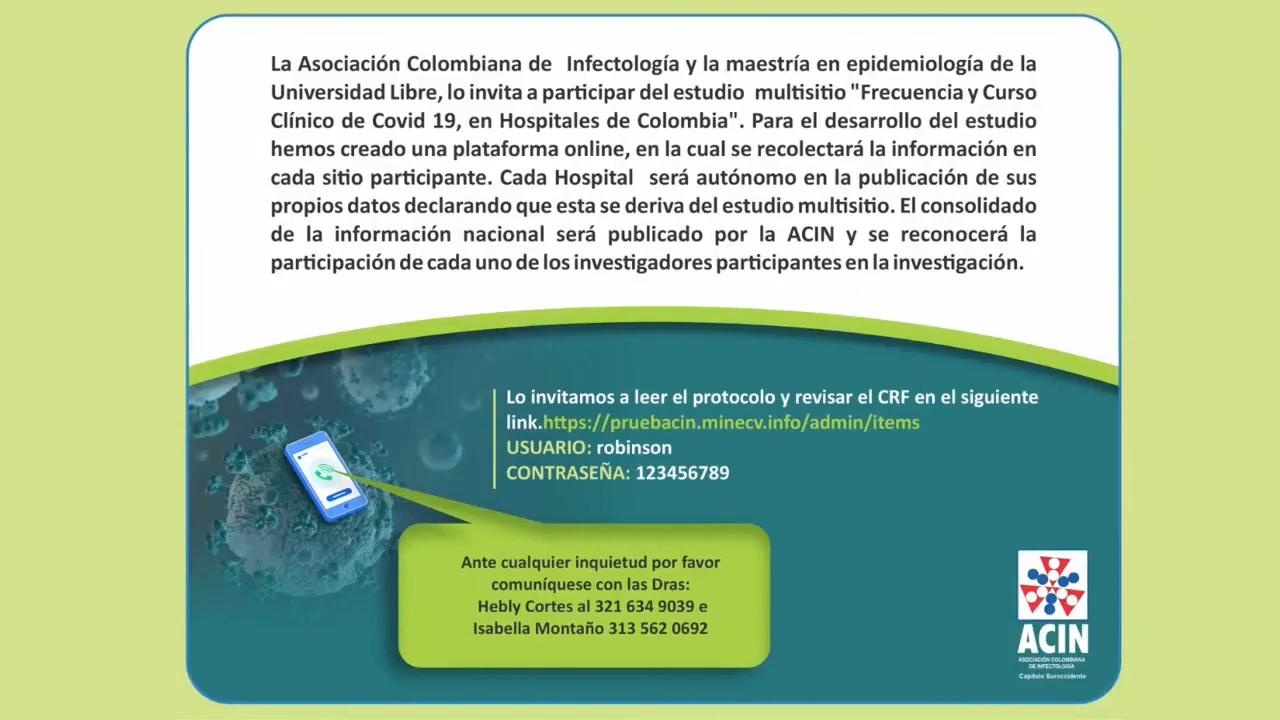 La Asociación Colombiana de Infectología y la maestría en epidemiología de la
Universidad Libre, lo invita a participar del estudio multisitio "Frecuencia y Curso
Clínico de Covid 19, en Hospitales de Colombia". Para el desarrollo del estudio
hemos creado una plataforma online, en la cual se recolectará la información en
cada sitio participante. Cada Hospital será autónomo en la publicación de sus
propios datos declarando que esta se deriva del estudio multisitio. El consolidado
de la información nacional será publicado por la ACIN y se reconocerá la
participación de cada uno de los investigadores participantes en la investigación.
Lo invitamos a leer el protocolo y revisar el CRF en el siguiente
link.https://pruebacin.minecv.info/admin/items
USUARIO: robinson
CONTRASEÑA: 123456789
Ante cualquier inquietud por favor
comuníquese con las Dras:
Hebly Cortes al 321 634 9039 e
Isabella Montaño 313 562 0692
ACIN
ASOCIACIÓN COLOMBIANA
DE INFECTOLOGÍA
Capítulo Suroccidente